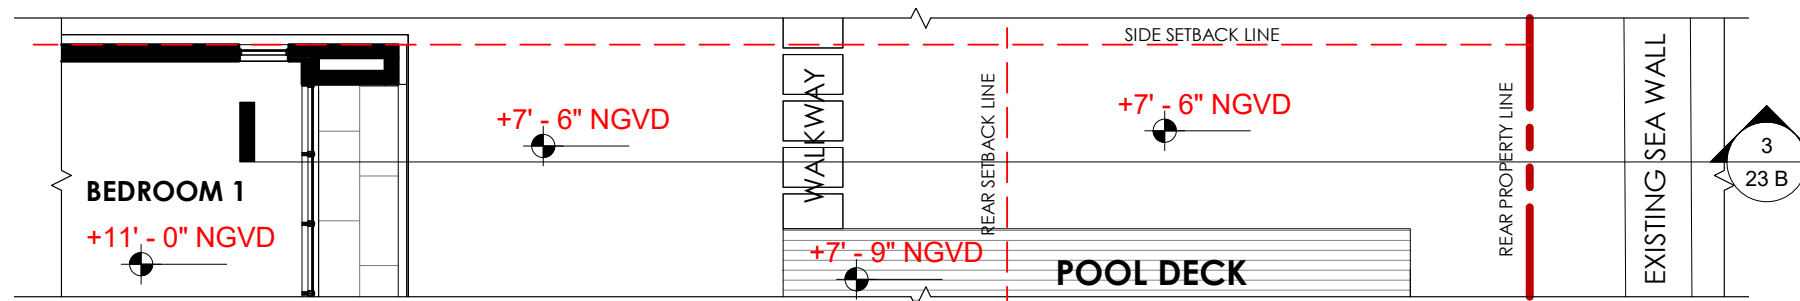 SIDE SETBACK LINE
+7' - 6" NGVD
+7' - 6" NGVD
WALKWAY
REAR SETBACK LINE
REAR PROPERTY LINE
EXISTING SEA WALL
3
23 B
BEDROOM 1
+11' - 0" NGVD
+7' - 9" NGVD
POOL DECK